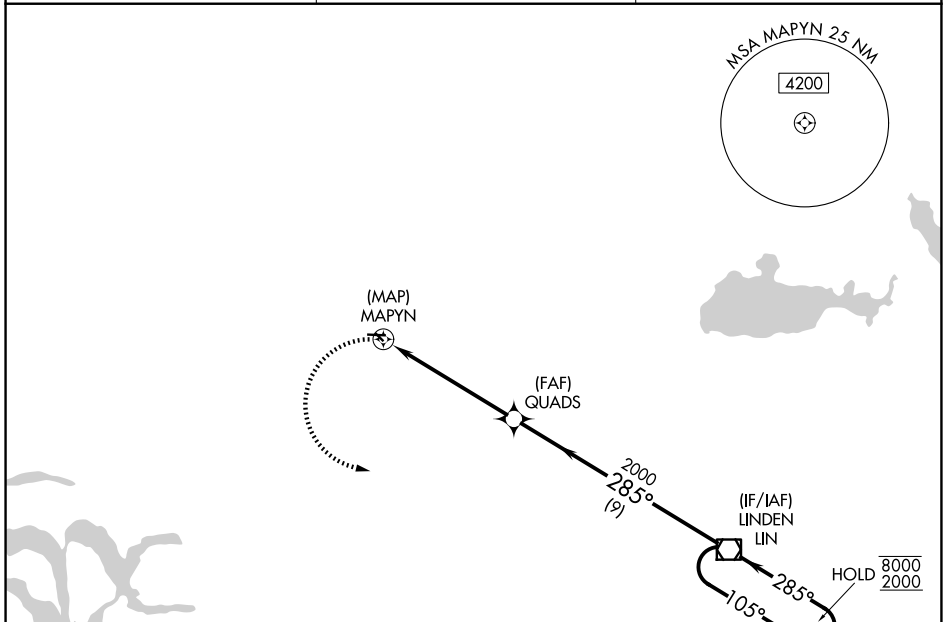 MSA MAPYN 25 NM
4200
(MAP)
MAPYN
(FAF)
QUADS
2000
285°
(9)
(IF/IAF)
LINDEN
LIN
HOLD
8000
2000
285°
105°